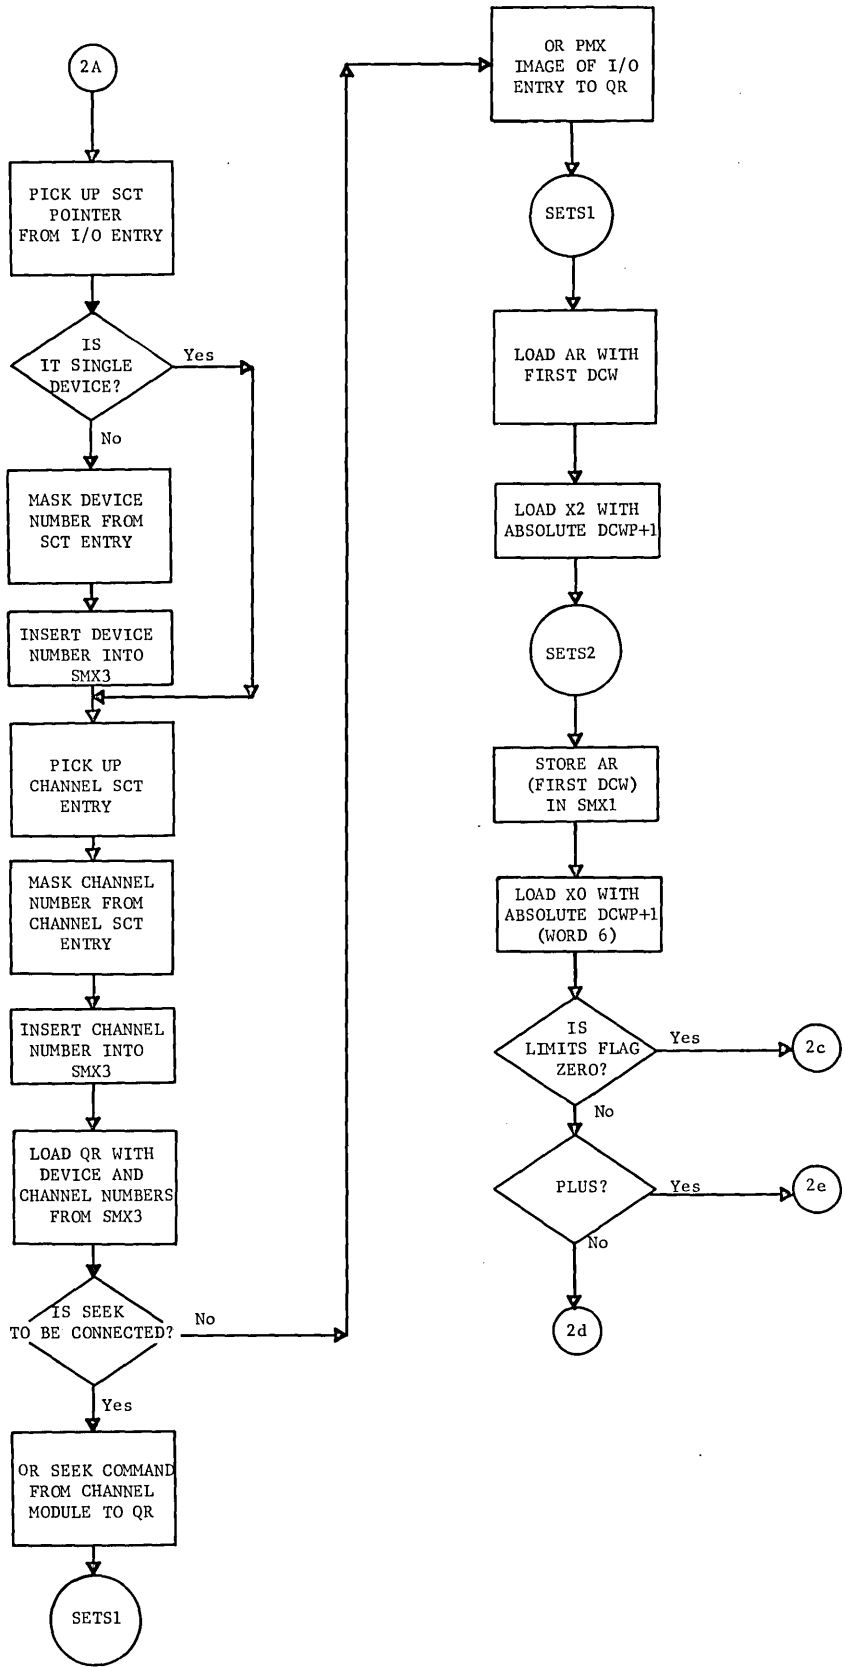 2A
PICK UP SCT
POINTER
FROM I/O ENTRY
IS
IT SINGLE
DEVICE?
Yes
No
MASK DEVICE
NUMBER FROM
SCT ENTRY
INSERT DEVICE
NUMBER INTO
SMX3
PICK UP
CHANNEL SCT
ENTRY
MASK CHANNEL
NUMBER FROM
CHANNEL SCT
ENTRY
INSERT CHANNEL
NUMBER INTO
SMX3
LOAD QR WITH
DEVICE AND
CHANNEL NUMBERS
FROM SMX3
IS SEEK
TO BE CONNECTED?
No
Yes
OR SEEK COMMAND
FROM CHANNEL
MODULE TO QR
SETS1
OR PMX
IMAGE OF I/O
ENTRY TO QR
SETS1
LOAD AR WITH
FIRST DCW
LOAD X2 WITH
ABSOLUTE DCWP+1
SETS2
STORE AR
(FIRST DCW)
IN SMX1
LOAD X0 WITH
ABSOLUTE DCWP+1
(WORD 6)
IS
LIMITS FLAG
ZERO?
Yes
2c
No
PLUS?
Yes
2e
No
2d